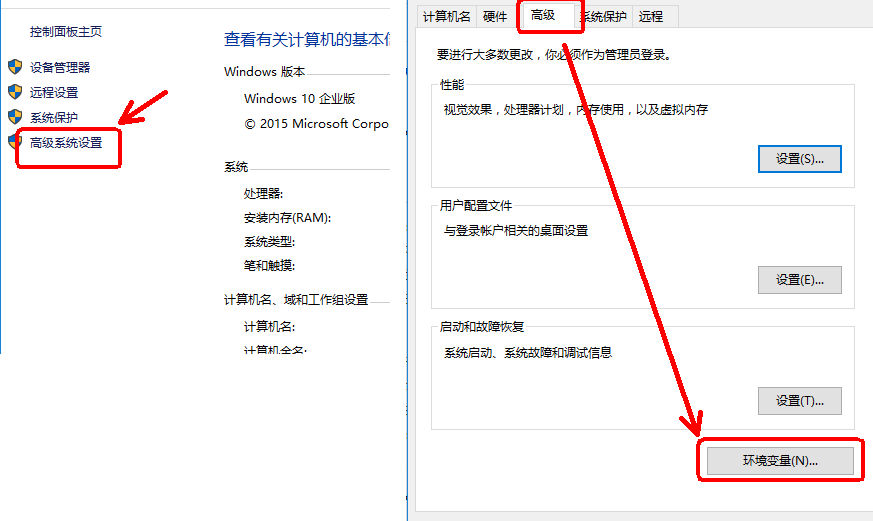 控制面板主页
设备管理器
远程设置
系统保护
高级系统设置
查看有关计算机的基本信
Windows 版本
Windows 10 企业版
© 2015 Microsoft Corpo
系统
处理器:
安装内存(RAM):
系统类型:
笔和触摸:
计算机名、域和工作组设置
计算机名:
计算机全名:
计算机名 硬件 高级 系统保护 远程
要进行大多数更改，你必须作为管理员登录。
性能
视觉效果，处理器计划，内存使用，以及虚拟内存
设置(S)...
用户配置文件
与登录帐户相关的桌面设置
设置(E)...
启动和故障恢复
系统启动、系统故障和调试信息
设置(T)...
环境变量(N)...